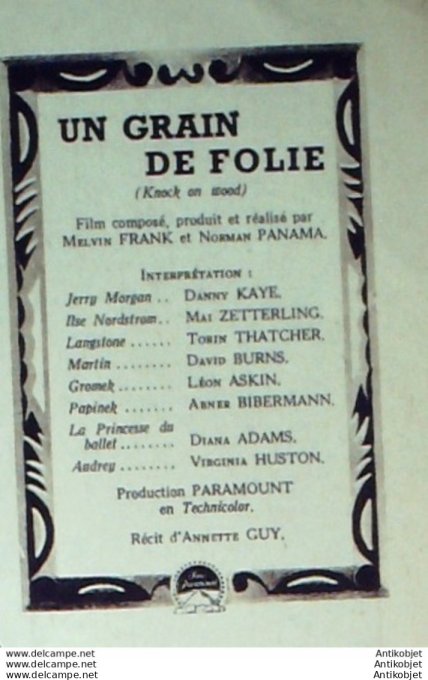 UN GRAIN
DE FOLIE
(Knock on wood)
Film composé, produit et réalisé par
MELVIN FRANK et NORMAN PANAMA.
INTERPRÉTATION :
Jerry Morgan .. DANNY KAYE.
Ilse Nordstrom.. MAI ZETTERLING.
Langstone ...... TORIN THATCHER.
Martin ........ DAVID BURNS.
Gromek ........ LÉON ASKIN.
Papinek ....... ABNER BIBERMANN.
La Princesse du
ballet ........ DIANA ADAMS.
Audrey ........ VIRGINIA HUSTON.
Production PARAMOUNT
en Technicolor.
Récit d'ANNETTE GUY.
www.delcampe.net Antikobjet
www.delcampe.net Antikobjet
www.delcampe.net Antikobjet